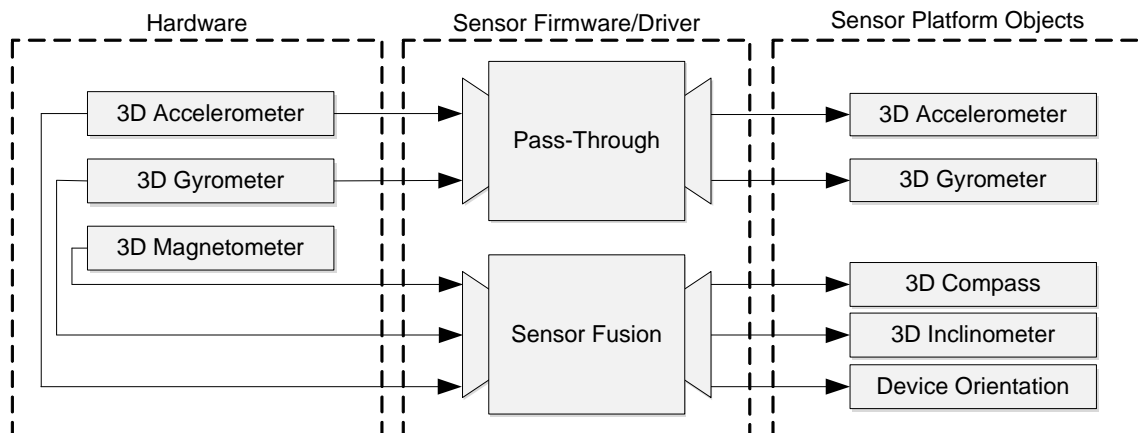 Hardware
Sensor Firmware/Driver
Sensor Platform Objects
3D Accelerometer
3D Gyrometer
3D Magnetometer
Pass-Through
Sensor Fusion
3D Accelerometer
3D Gyrometer
3D Compass
3D Inclinometer
Device Orientation